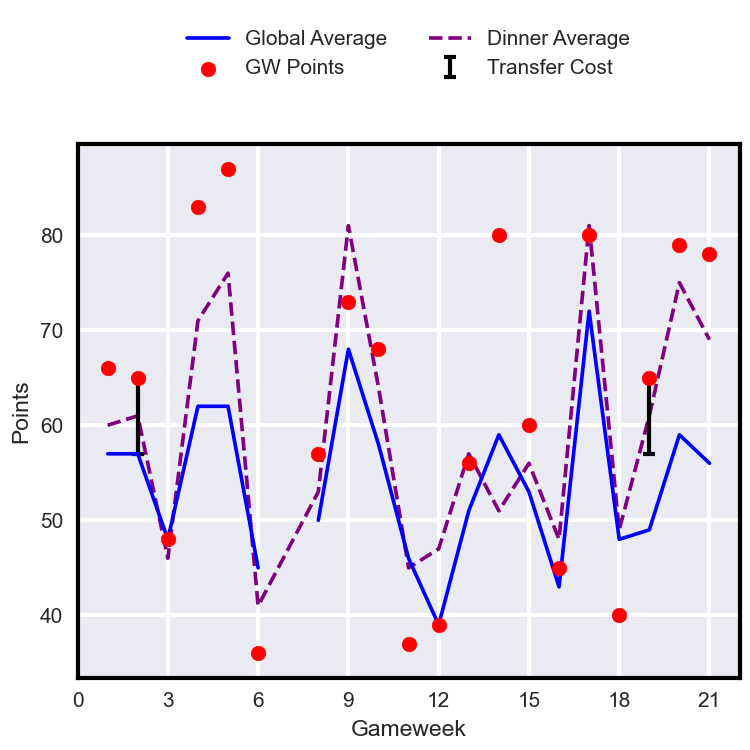 Global Average
Dinner Average
GW Points
Transfer Cost
80
70
60
50
40
Points
0 3 6 9 12 15 18 21
Gameweek